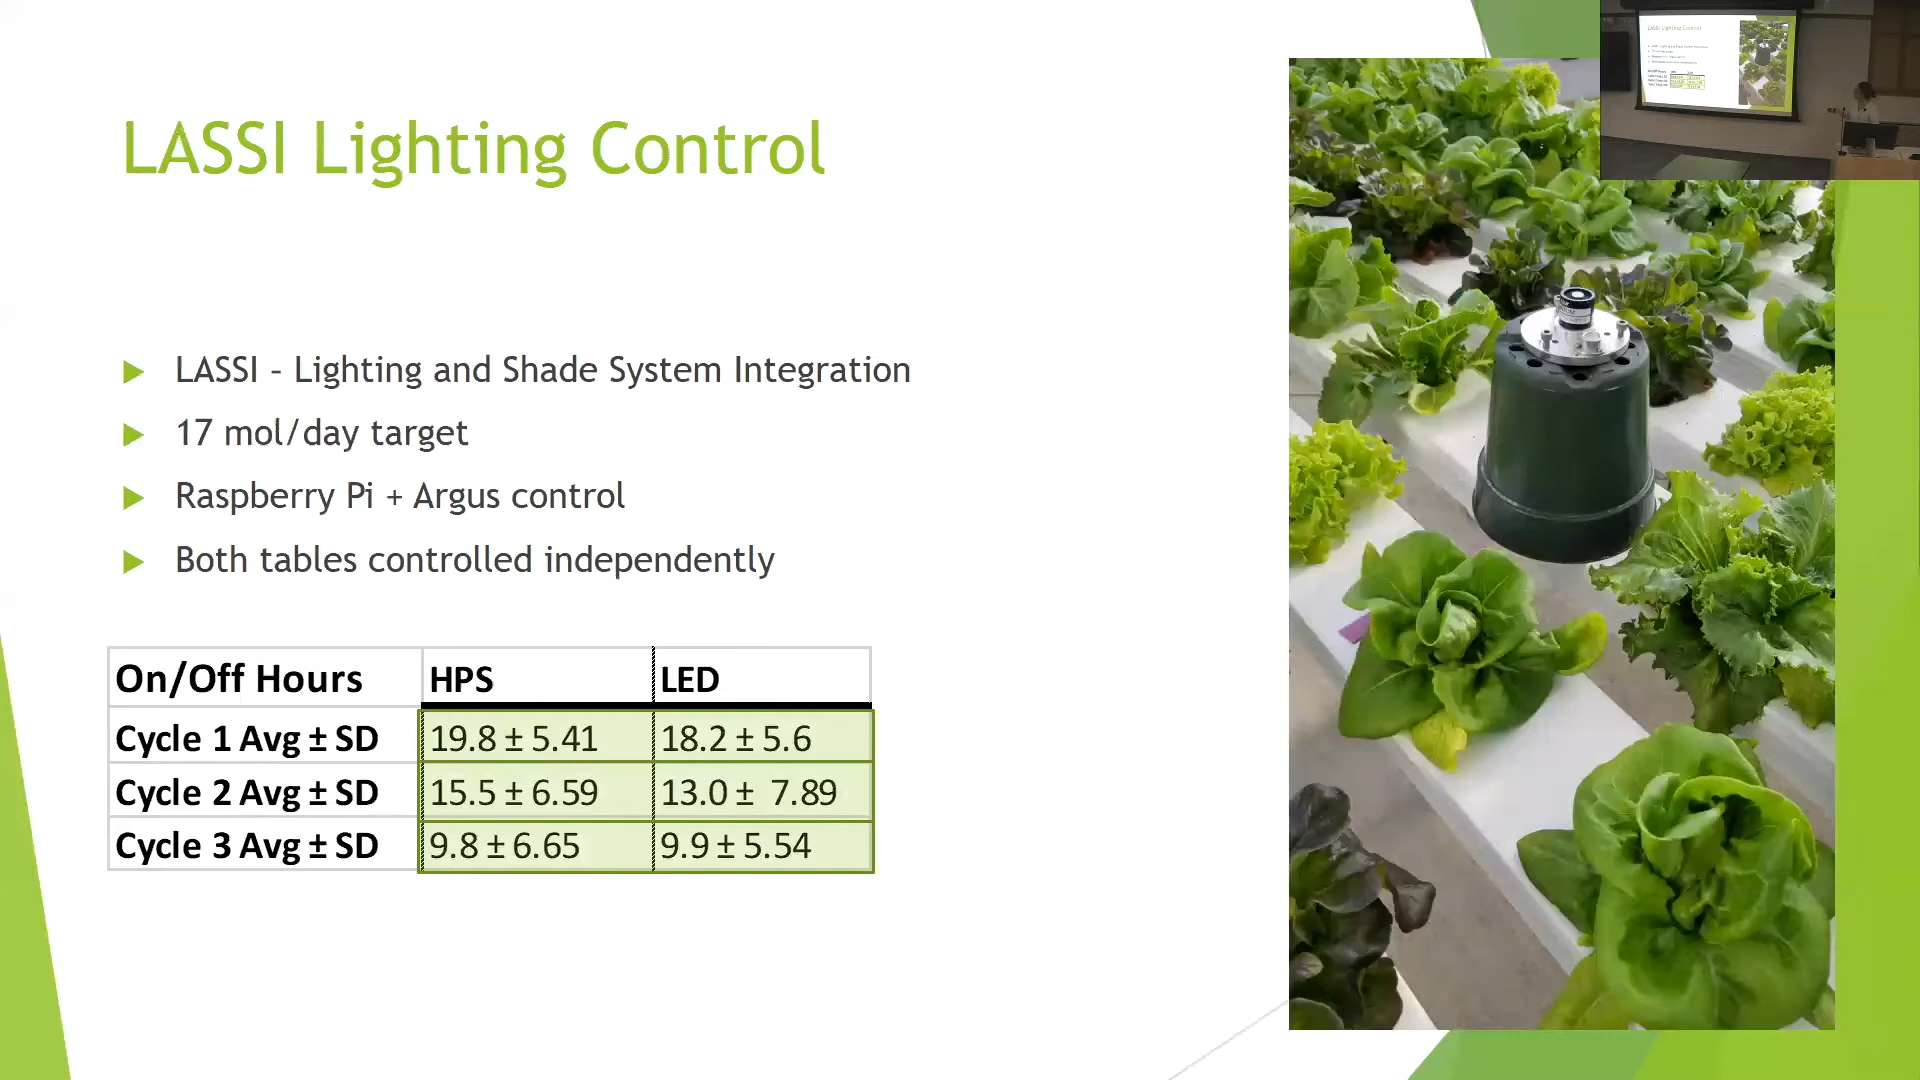 LASSI Lighting Control
LASSI – Lighting and Shade System Integration
17 mol/day target
Raspberry Pi + Argus control
Both tables controlled independently
On/Off Hours HPS LED
Cycle 1 Avg ± SD 19.8 ± 5.41 18.2 ± 5.6
Cycle 2 Avg ± SD 15.5 ± 6.59 13.0 ± 7.89
Cycle 3 Avg ± SD 9.8 ± 6.65 9.9 ± 5.54
LASSI Lighting Control